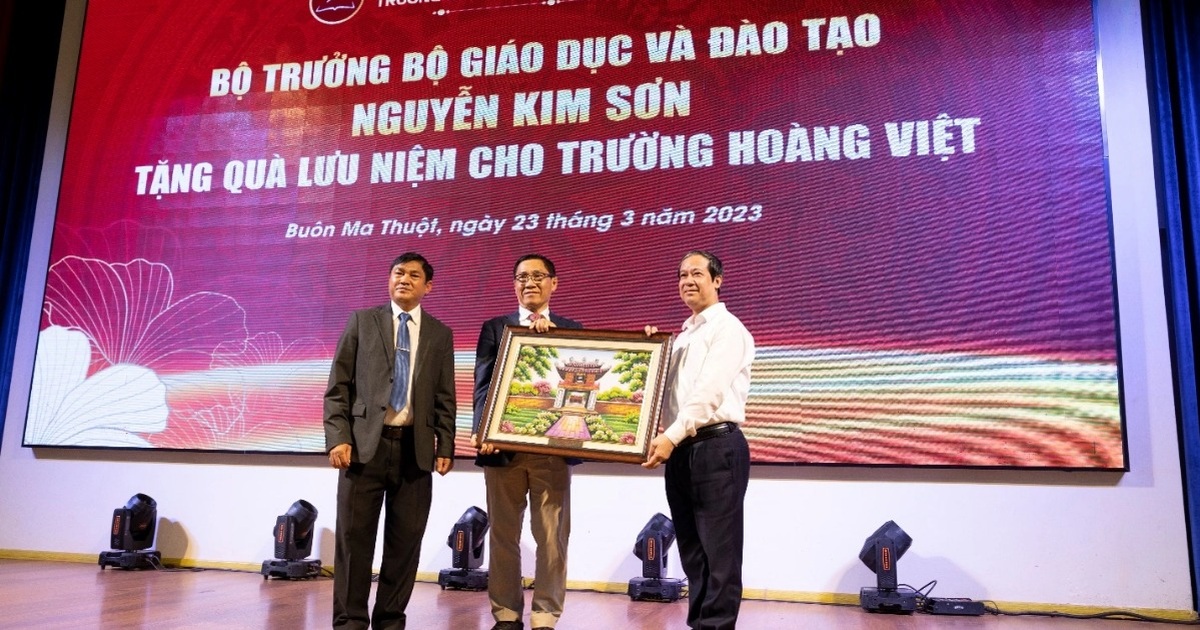 TRƯỜNG
BỘ TRƯỞNG BỘ GIÁO DỤC VÀ ĐÀO TẠO
NGUYỄN KIM SƠN
TẶNG QUÀ LƯU NIỆM CHO TRƯỜNG HOÀNG VIỆT
Buôn Ma Thuột, ngày 23 tháng 3 năm 2023